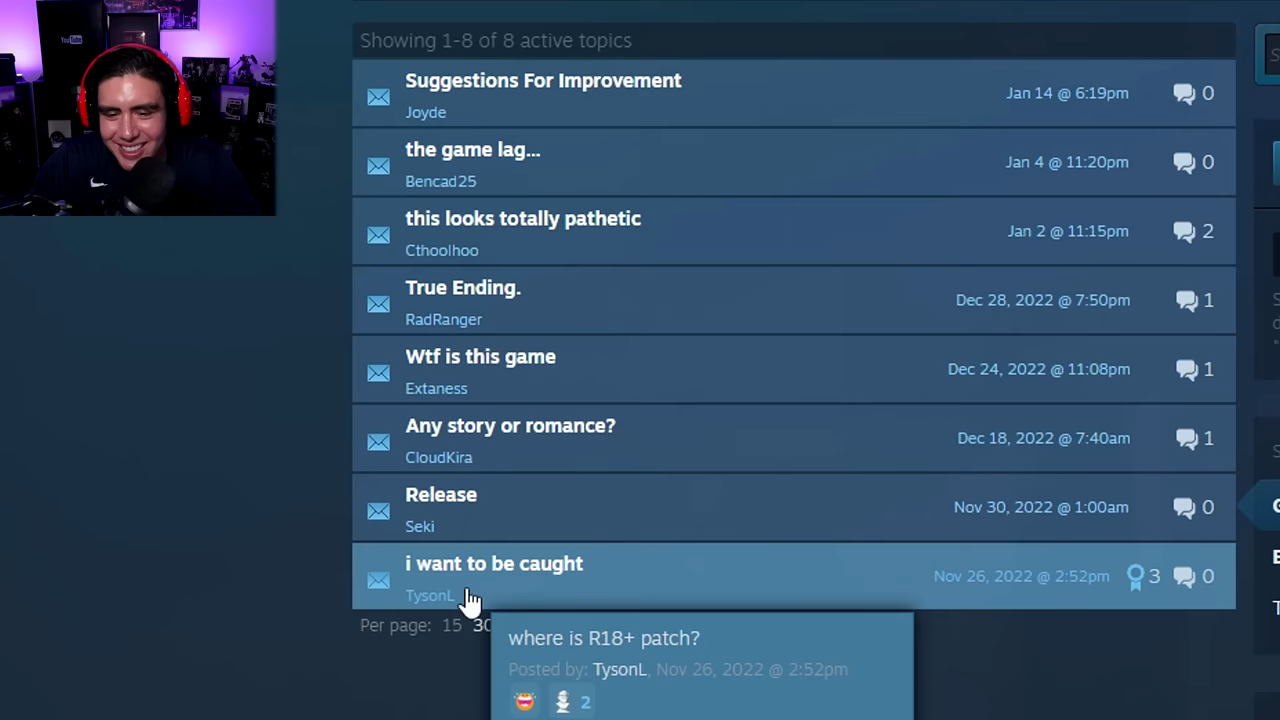 YouTube
Showing 1-8 of 8 active topics
Suggestions For Improvement
Joyde
Jan 14 @ 6:19pm
0
the game lag...
Bencad25
Jan 4 @ 11:20pm
0
this looks totally pathetic
Cthoolhoo
Jan 2 @ 11:15pm
2
True Ending.
RadRanger
Dec 28, 2022 @ 7:50pm
1
Wtf is this game
Extaness
Dec 24, 2022 @ 11:08pm
1
Any story or romance?
CloudKira
Dec 18, 2022 @ 7:40am
1
Release
Seki
Nov 30, 2022 @ 1:00am
0
i want to be caught
TysonL
Nov 26, 2022 @ 2:52pm
3
0
Per page: 15 30
where is R18+ patch?
Posted by: TysonL, Nov 26, 2022 @ 2:52pm
2